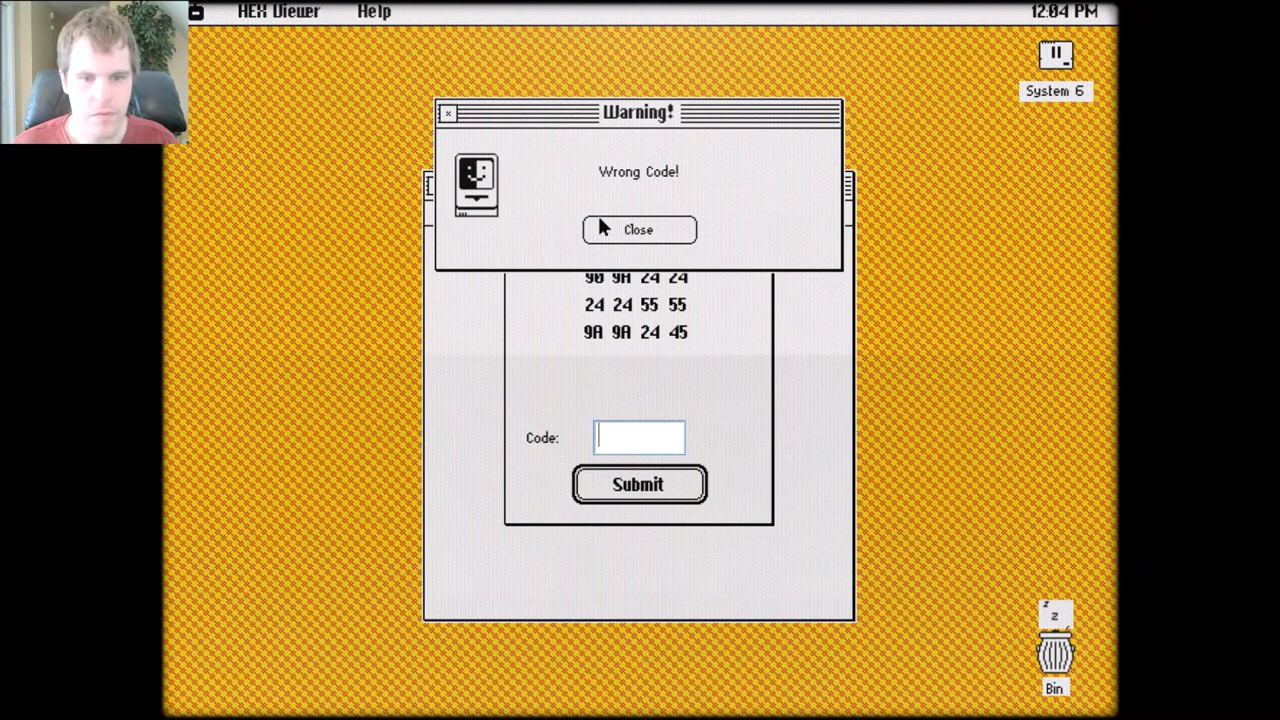 HEX Viewer Help 12:04 PM
System 6
Warning!
Wrong Code!
Close
90 9A 24 24
24 24 55 55
9A 9A 24 45
Code:
Submit
z
z
Bin